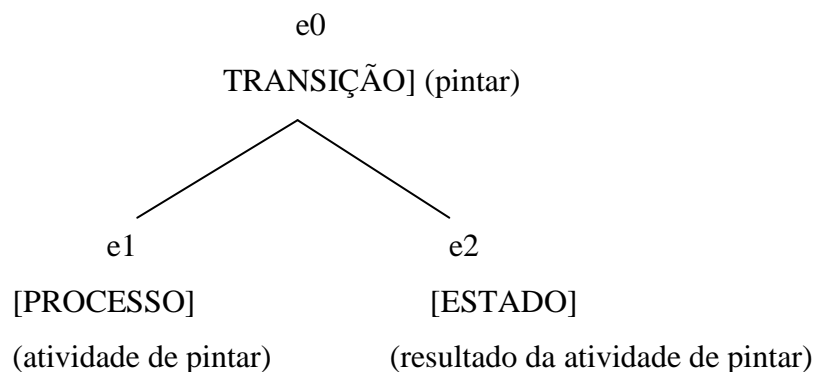 e0
TRANSIÇÃO] (pintar)
e1 e2
[PROCESSO] [ESTADO]
(atividade de pintar) (resultado da atividade de pintar)